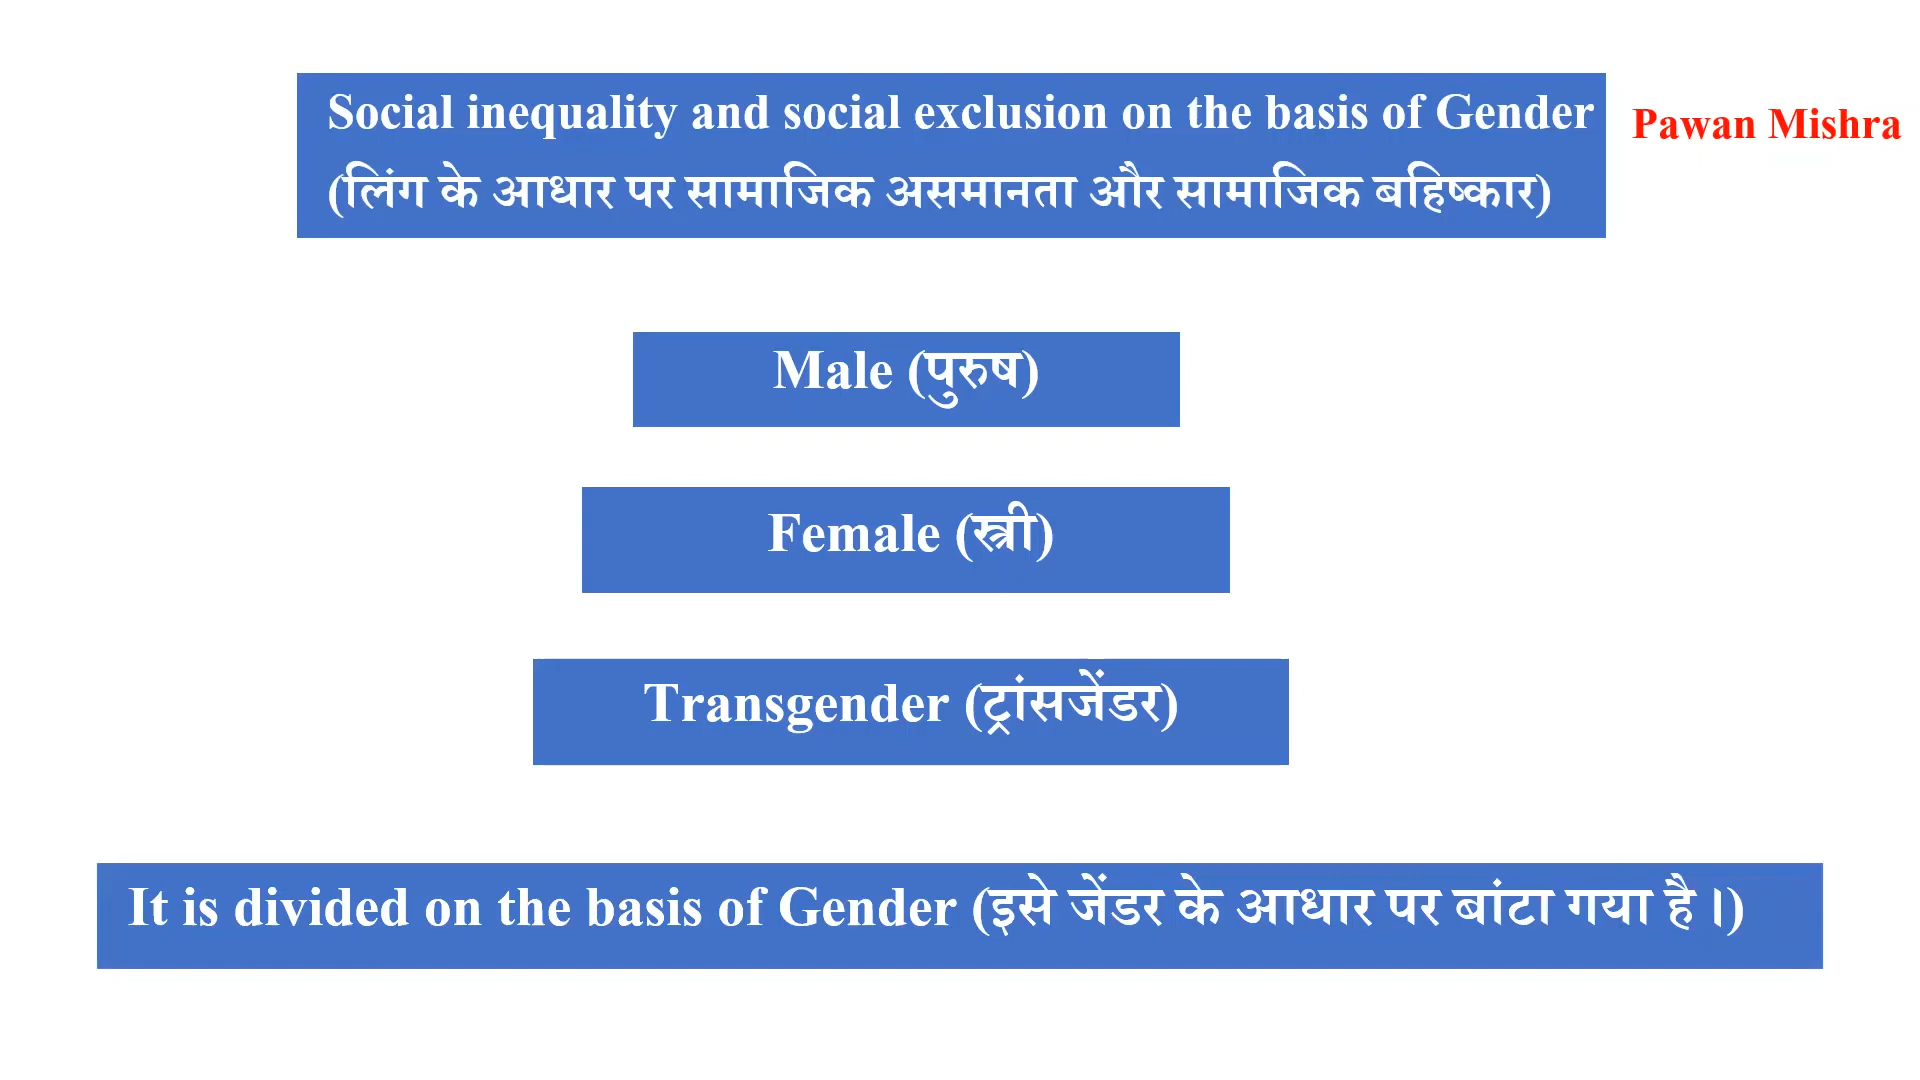 Social inequality and social exclusion on the basis of Gender
Pawan Mishra
(लिंग के आधार पर सामाजिक असमानता और सामाजिक बहिष्कार)
Male (पुरुष)
Female (स्त्री)
Transgender (ट्रांसजेंडर)
It is divided on the basis of Gender (इसे जेंडर के आधार पर बांटा गया है।)